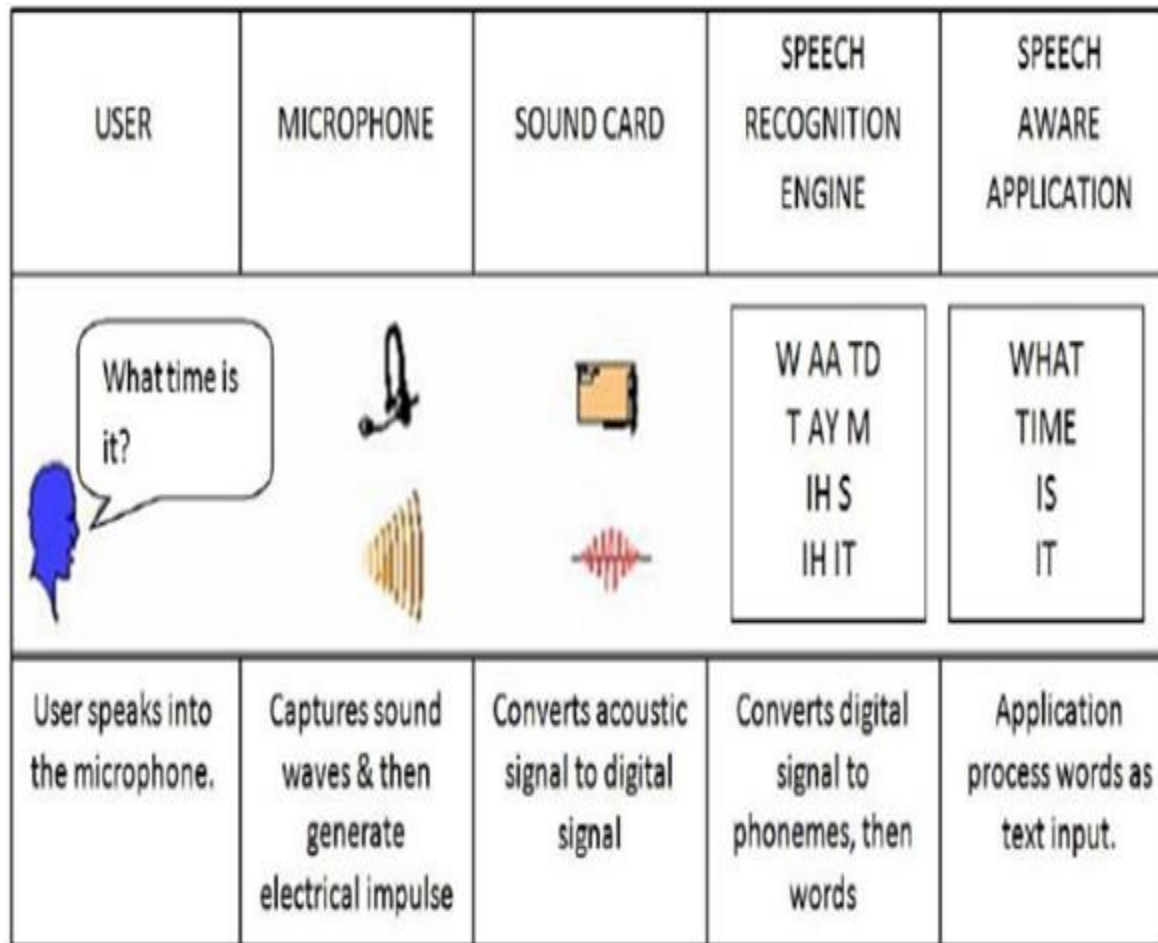 USER
MICROPHONE
SOUND CARD
SPEECH
RECOGNITION
ENGINE
SPEECH
AWARE
APPLICATION
What time is
it?
W AA TD
T AY M
IH S
IH IT
WHAT
TIME
IS
IT
User speaks into
the microphone.
Captures sound
waves & then
generate
electrical impulse
Converts acoustic
signal to digital
signal
Converts digital
signal to
phonemes, then
words
Application
process words as
text input.